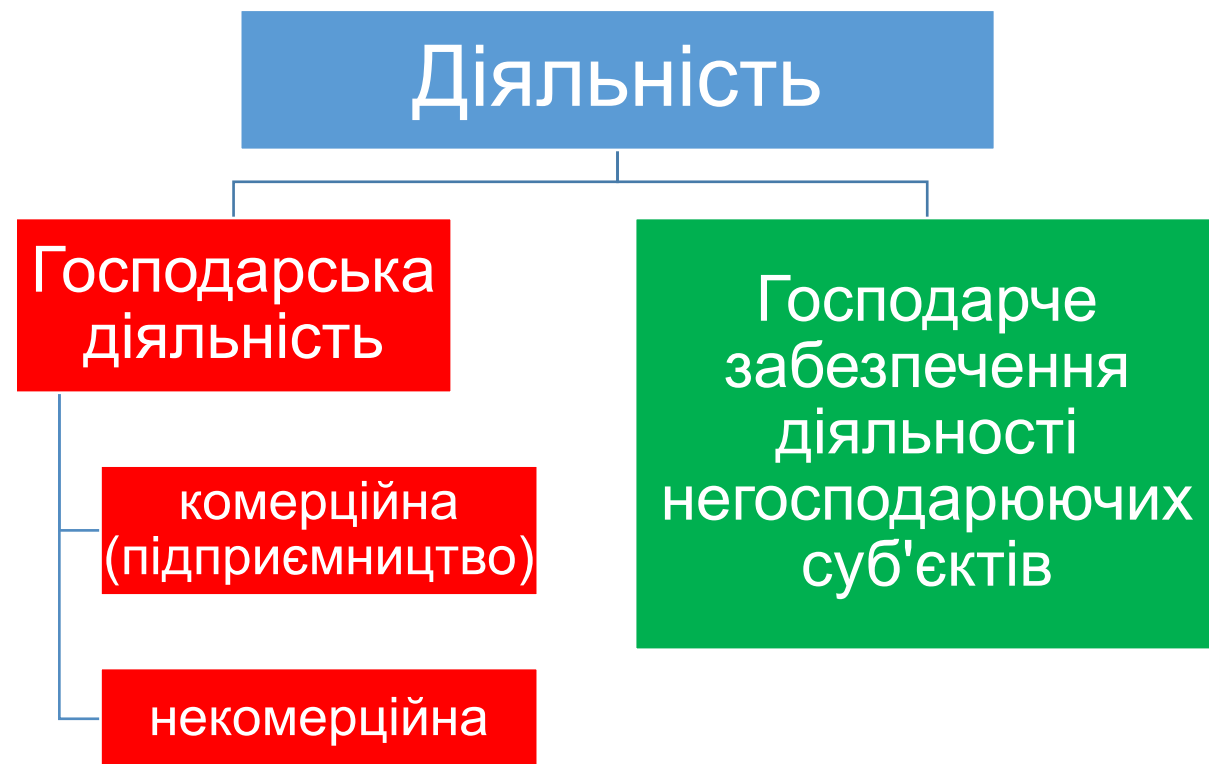 Діяльність
Господарська
діяльність
комерційна
(підприємництво)
некомерційна
Господарче
забезпечення
діяльності
негосподарюючих
суб'єктів